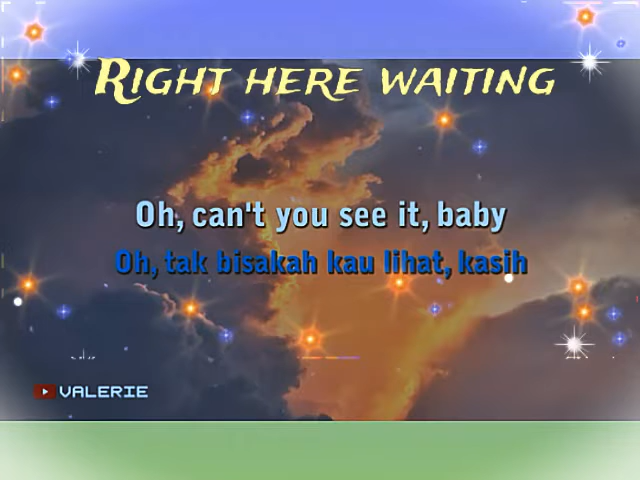 Right here waiting
Oh, can't you see it, baby
Oh, tak bisakah kau lihat, kasih
VALERIE